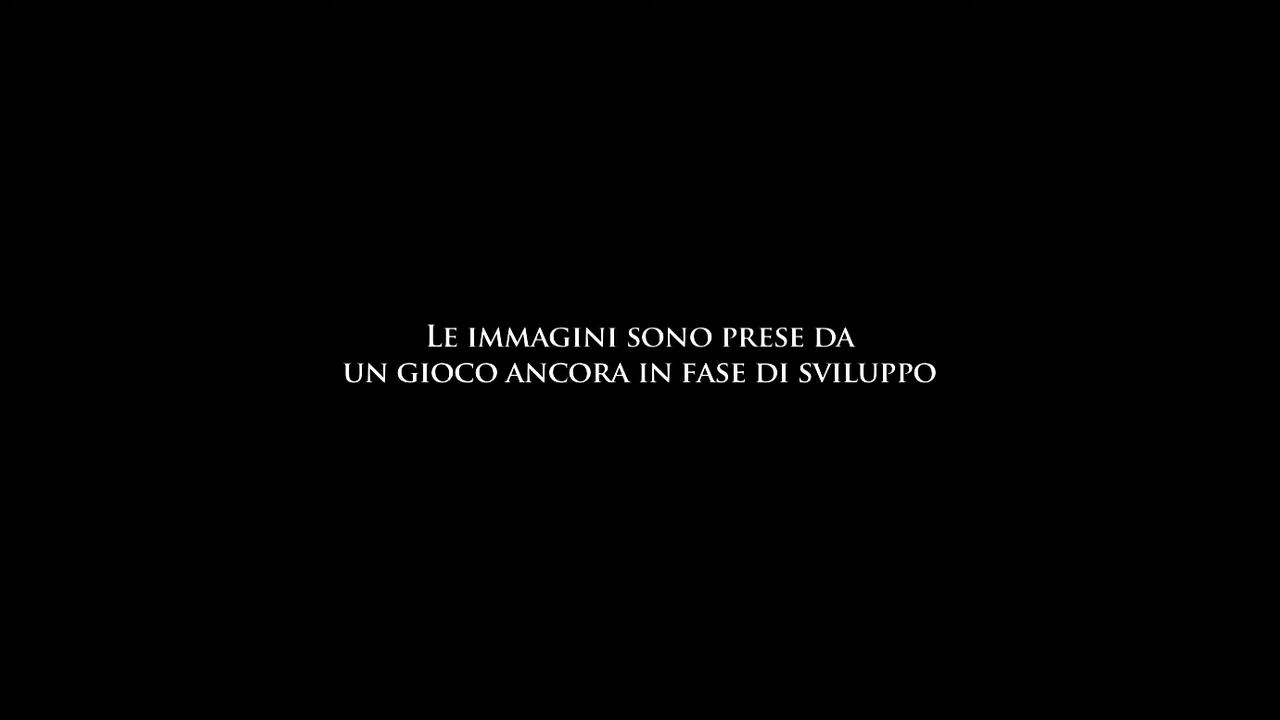 Le immagini sono prese da
un gioco ancora in fase di sviluppo